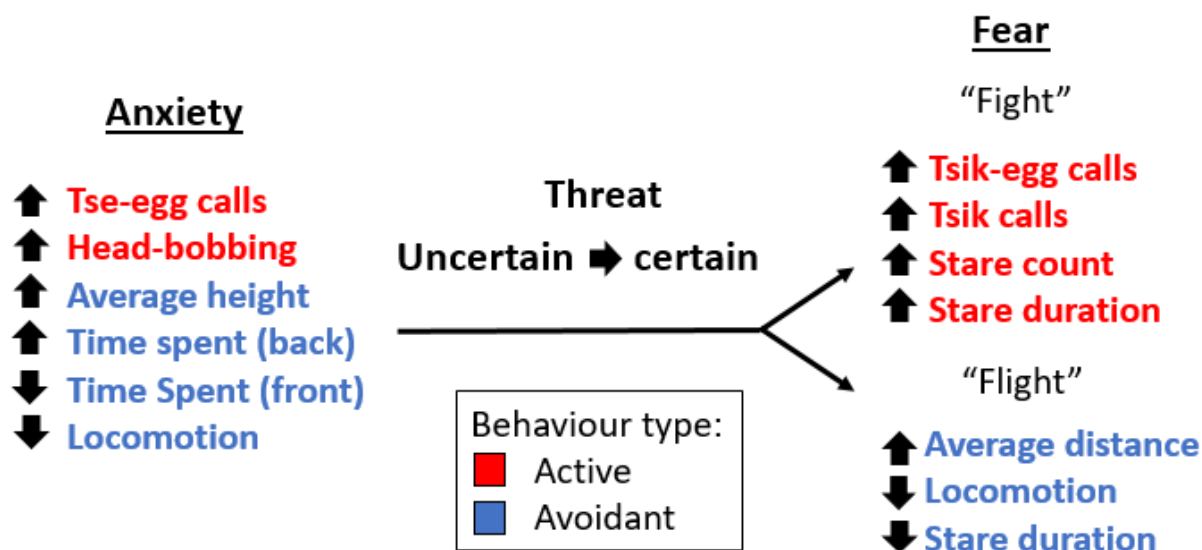 Anxiety
Tse-egg calls
Head-bobbing
Average height
Time spent (back)
Time Spent (front)
Locomotion
Threat
Uncertain certain
Behaviour type:
Active
Avoidant
Fear
“Fight”
Tsik-egg calls
Tsik calls
Stare count
Stare duration
“Flight”
Average distance
Locomotion
Stare duration